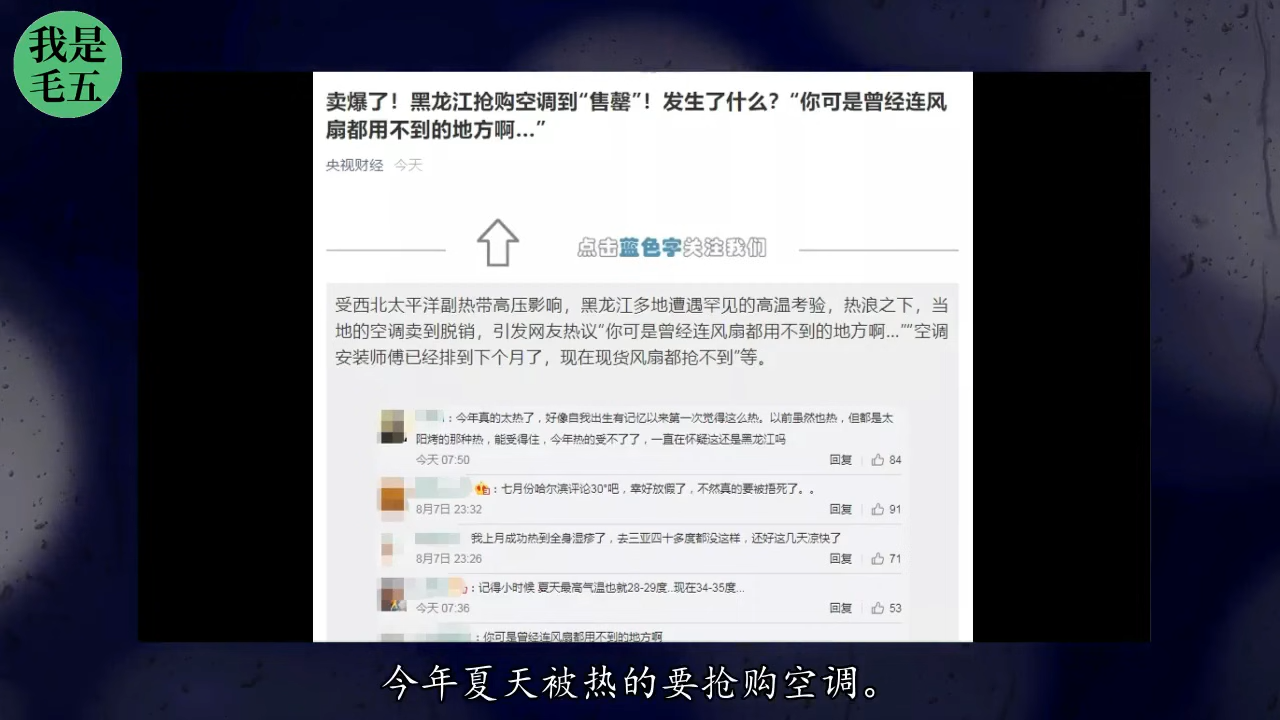 我是
毛五
卖爆了！黑龙江抢购空调到“售罄”！发生了什么？“你可是曾经连风
扇都用不到的地方啊...”
央视财经 今天
点击蓝色字关注我们
受西北太平洋副热带高压影响，黑龙江多地遭遇罕见的高温考验，热浪之下，当
地的空调卖到脱销，引发网友热议“你可是曾经连风扇都用不到的地方啊...”“空调
安装师傅已经排到下个月了，现在现货风扇都抢不到”等。
：今年真的太热了，好像自我出生有记忆以来第一次觉得这么热。以前虽然也热，但都是太
阳烤的那种热，能受得住，今年热的受不了了，一直在怀疑这还是黑龙江吗
今天 07:50 回复 84
：七月份哈尔滨评论30°吧，幸好放假了，不然真的要被捂死了。。
8月7日 23:32 回复 91
我上月成功热到全身湿疹了，去三亚四十多度都没这样，还好这几天凉快了
8月7日 23:26 回复 71
：记得小时候 夏天最高气温也就28-29度..现在34-35度...
今天 07:36 回复 53
：你可是曾经连风扇都用不到的地方啊
今年夏天被热的要抢购空调。